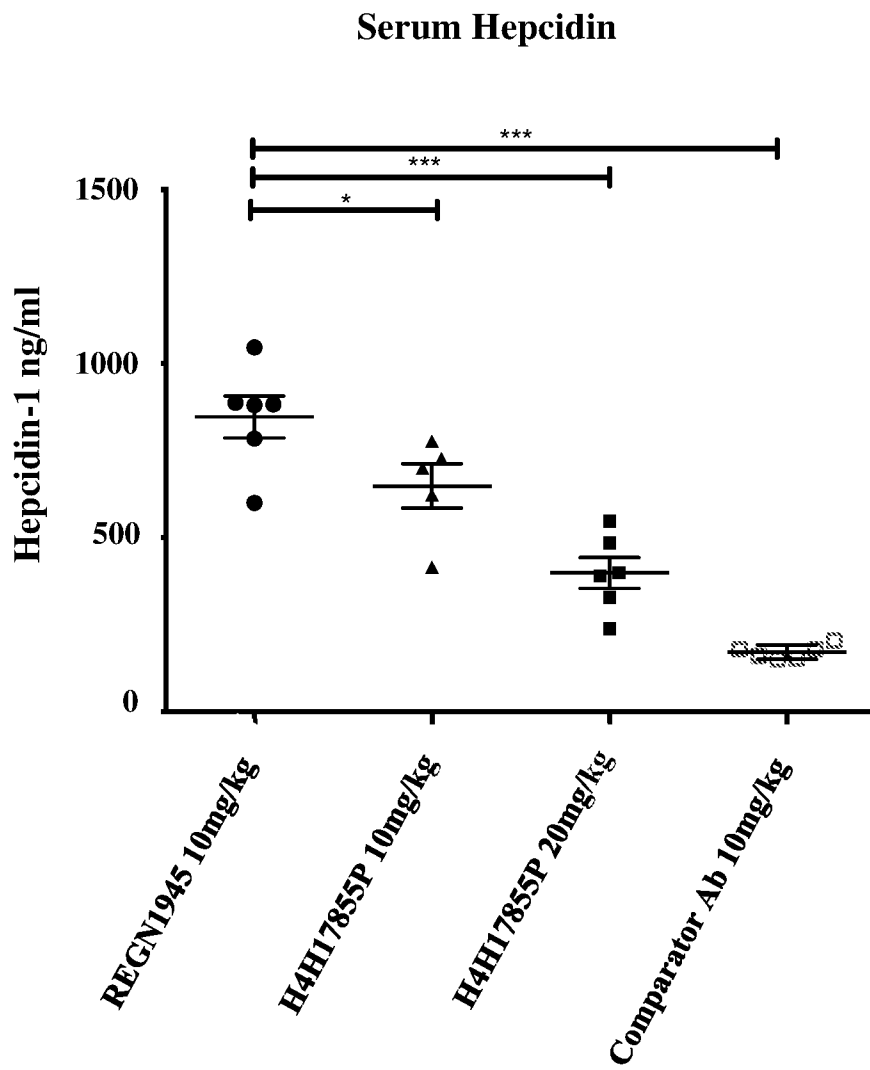 Serum Hepcidin
***
***
*
Hepcidin-1 ng/ml
1500
1000
500
0
REGN1945 10mg/kg
H4H17855P 10mg/kg
H4H17855P 20mg/kg
Comparator Ab 10mg/kg